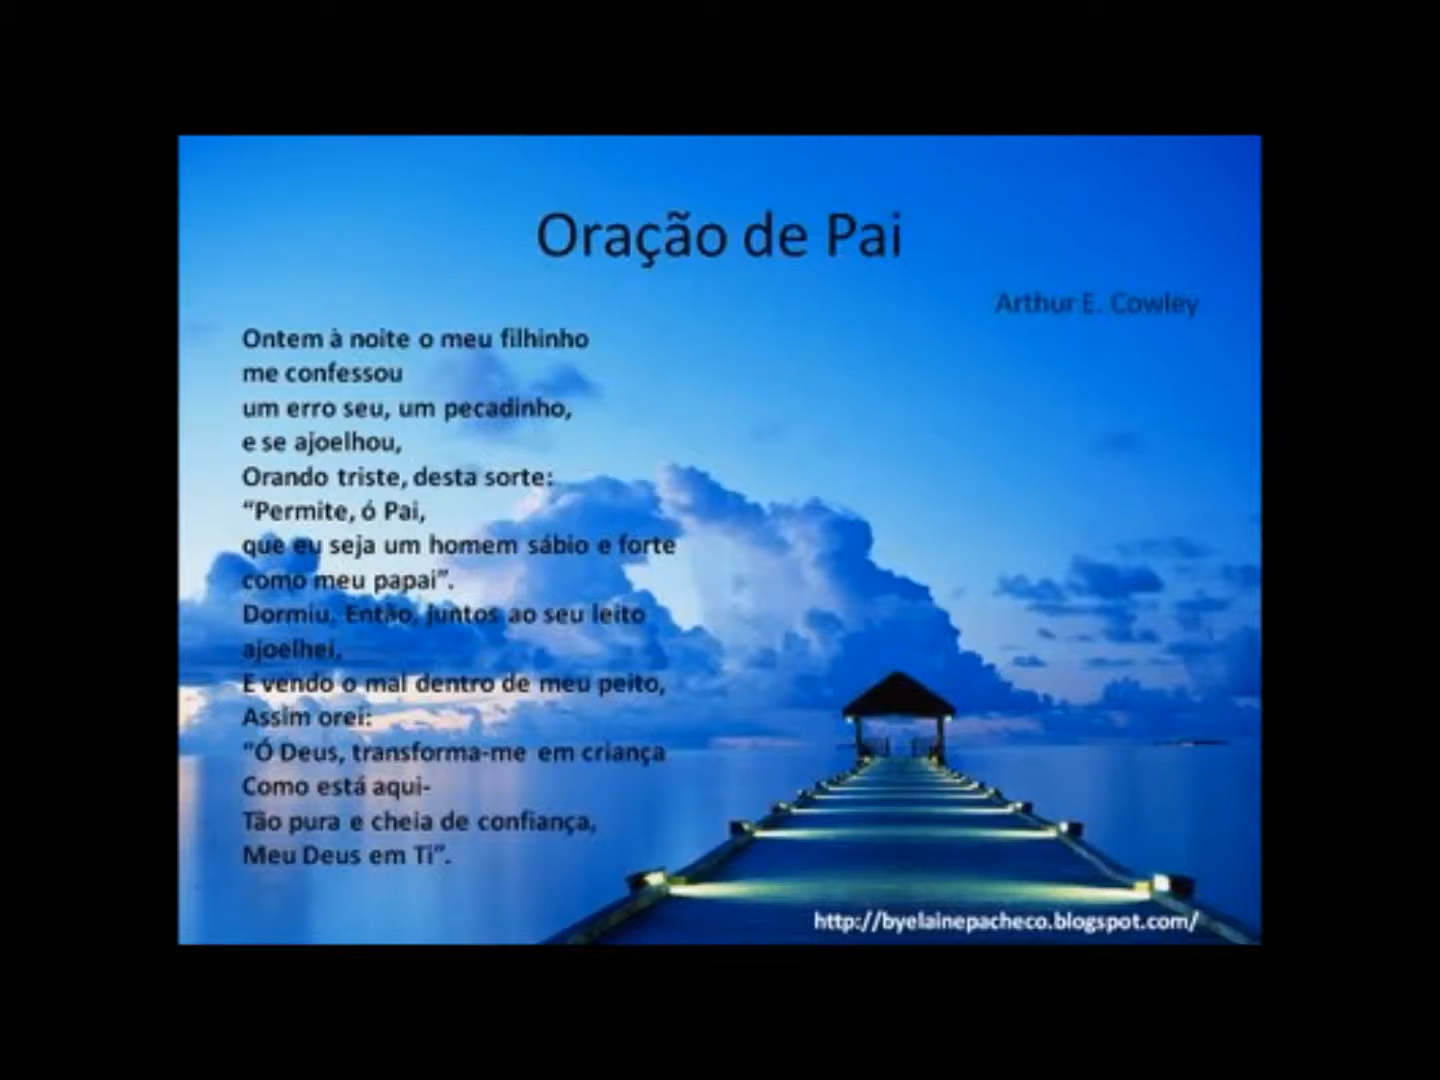 Oração de Pai
Arthur E. Cowley
Ontem à noite o meu filhinho
me confessou
um erro seu, um pecadinho,
e se ajoelhou,
Orando triste, desta sorte:
“Permite, ó Pai,
que eu seja um homem sábio e forte
como meu papai”.
Dormiu. Então, juntos ao seu leito
ajoelhei,
E vendo o mal dentro de meu peito,
Assim orei:
“Ó Deus, transforma-me em criança
Como está aqui-
Tão pura e cheia de confiança,
Meu Deus em Ti”.
http://byelainepacheco.blogspot.com/